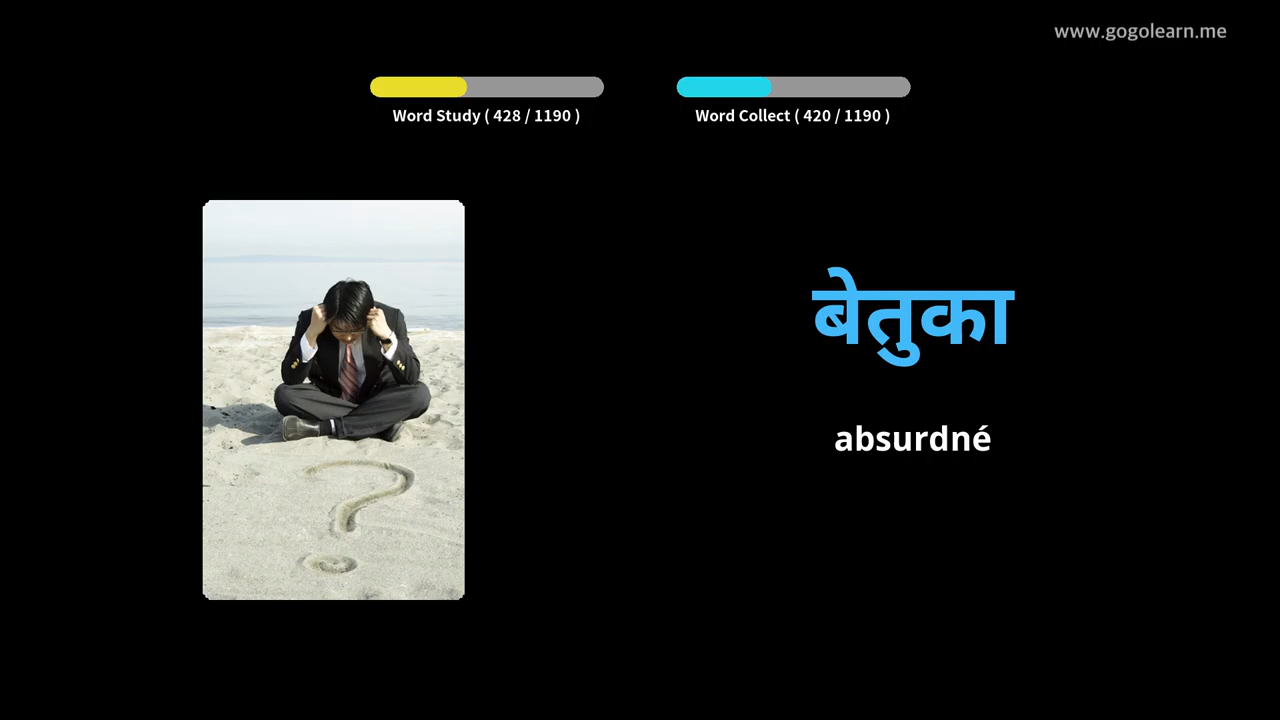 www.gogolearn.me
Word Study ( 428 / 1190 )
Word Collect ( 420 / 1190 )
बेतुका
absurdné
?